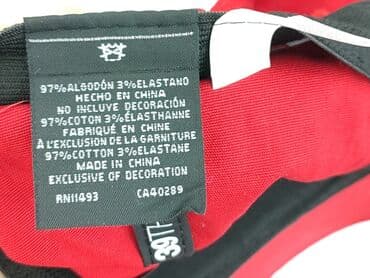 97% ALGODÓN 3% ELASTANO
HECHO EN CHINA
NO INCLUYE DECORACIÓN
97% COTON 3% ELASTHANNE
FABRIQUÉ EN CHINE
À L'EXCLUSION DE LA GARNITURE
97% COTTON 3% ELASTANE
MADE IN CHINA
EXCLUSIVE OF DECORATION
RN11493 CA40289